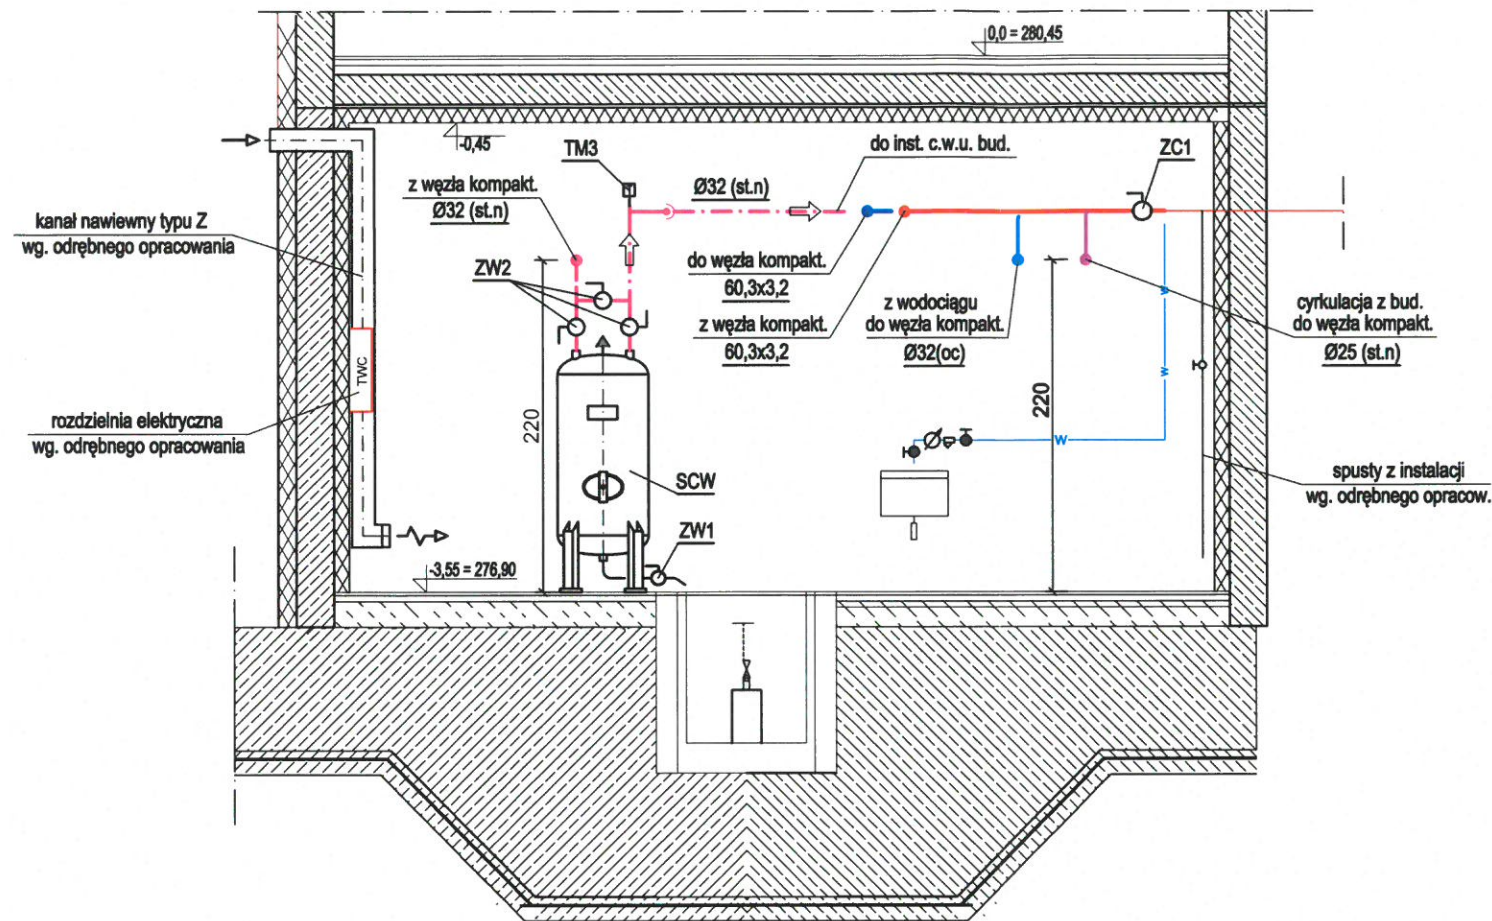 0,0 = 280,45
-0,45
TM3
do inst. c.w.u. bud.
ZC1
z węzła kompakt.
Ø32 (st.n)
Ø32 (st.n)
kanał nawiewny typu Z
wg. odrębnego opracowania
ZW2
do węzła kompakt.
60,3x3,2
z węzła kompakt.
60,3x3,2
z wodociągu
do węzła kompakt.
Ø32(oc)
cyrkulacja z bud.
do węzła kompakt.
Ø25 (st.n)
W
W
W
TWC
220
220
rozdzielnia elektryczna
wg. odrębnego opracowania
SCW
spusty z instalacji
wg. odrębnego opracow.
ZW1
-3,55 = 276,90